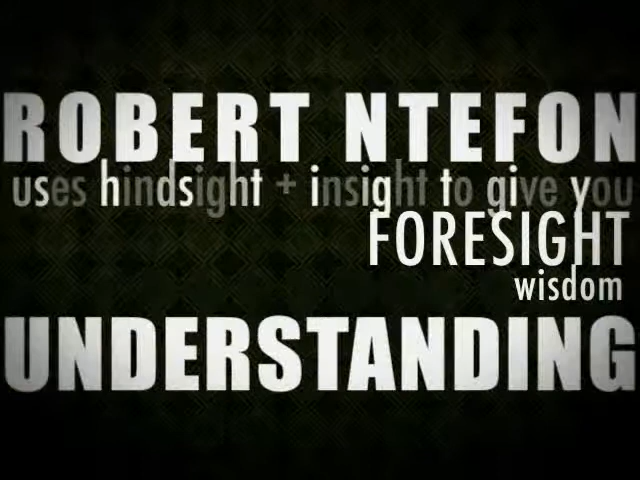 ROBERT NTEFON
uses hindsight + insight to give you
FORESIGHT
wisdom
UNDERSTANDING